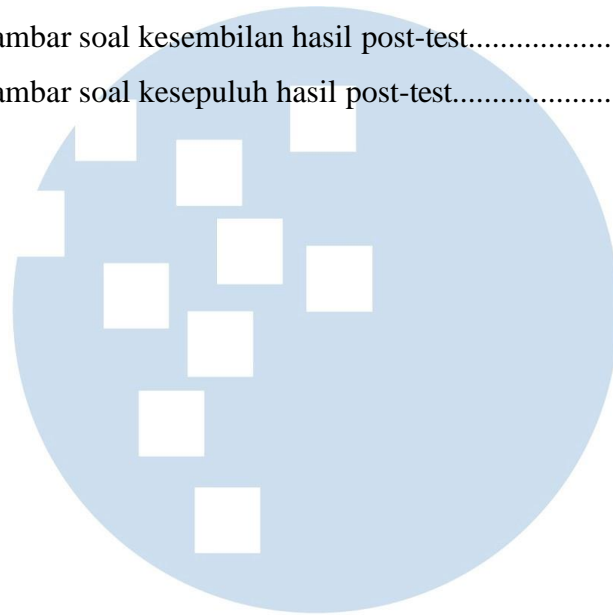 ambar soal kesembilan hasil post-test..................
ambar soal kesepuluh hasil post-test....................